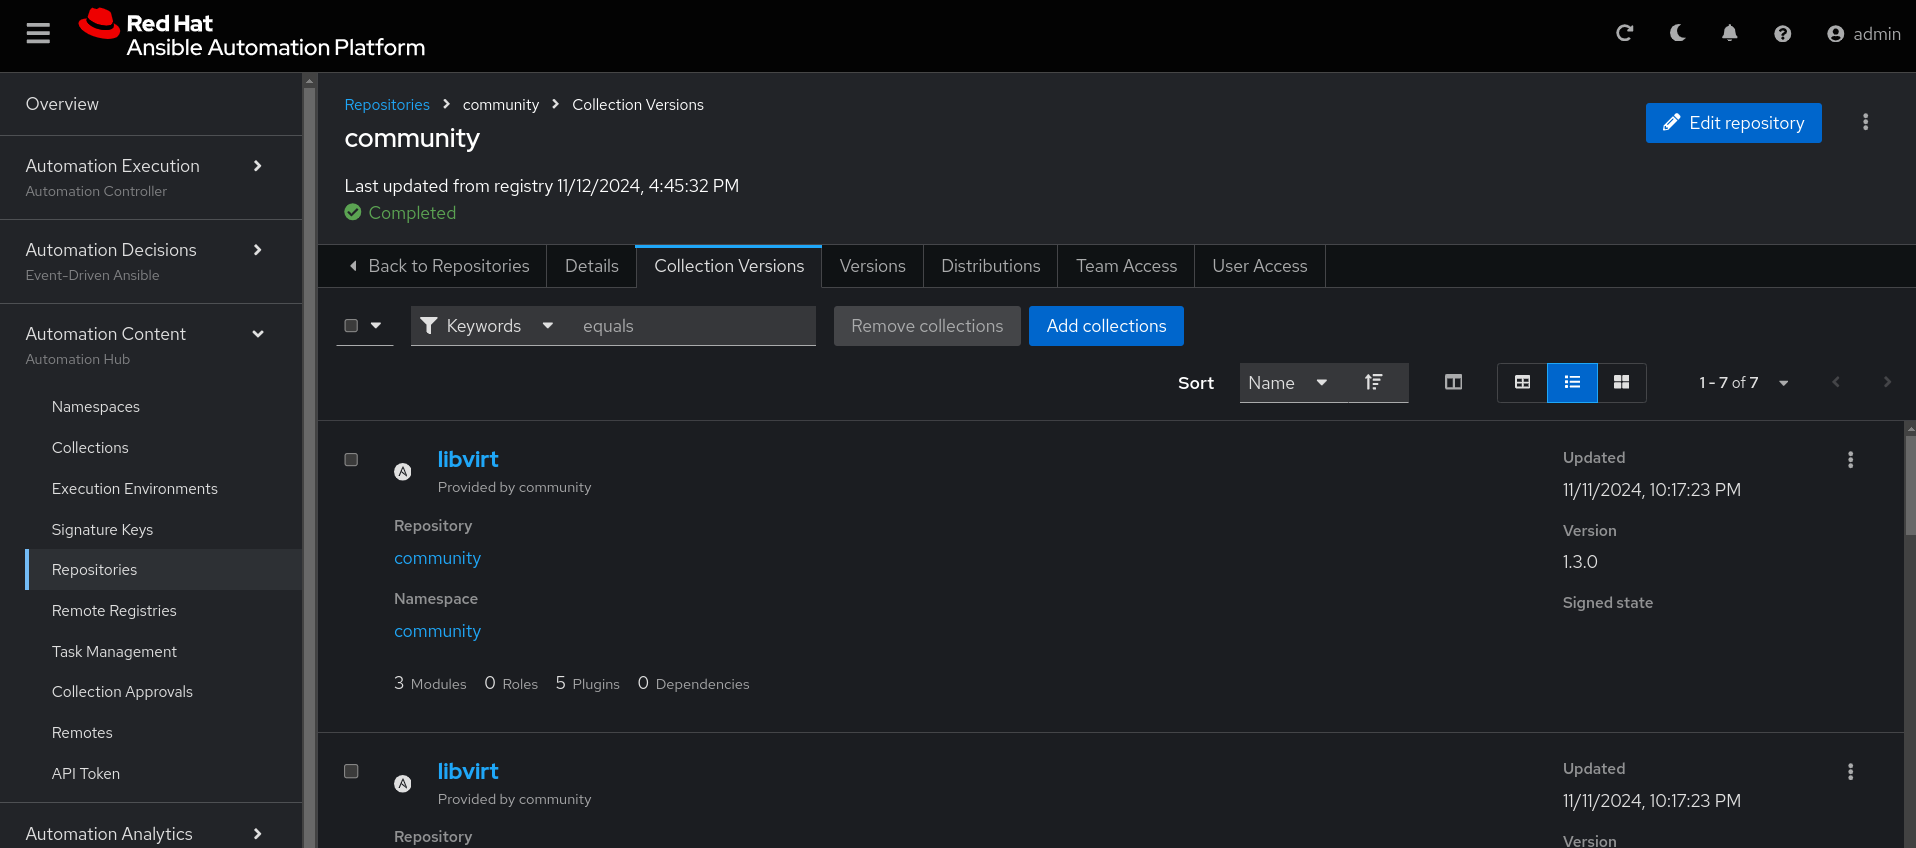 Red Hat
Ansible Automation Platform
admin
Overview
Automation Execution
Automation Controller
Automation Decisions
Event-Driven Ansible
Automation Content
Automation Hub
Namespaces
Collections
Execution Environments
Signature Keys
Repositories
Remote Registries
Task Management
Collection Approvals
Remotes
API Token
Automation Analytics
Repositories > community > Collection Versions
community
Edit repository
Last updated from registry 11/12/2024, 4:45:32 PM
Completed
Back to Repositories Details Collection Versions Versions Distributions Team Access User Access
Keywords equals Remove collections Add collections
Sort Name 1 - 7 of 7
libvirt
Provided by community
Repository
community
Namespace
community
3 Modules 0 Roles 5 Plugins 0 Dependencies
Updated
11/11/2024, 10:17:23 PM
Version
1.3.0
Signed state
libvirt
Provided by community
Repository
Updated
11/11/2024, 10:17:23 PM
Version